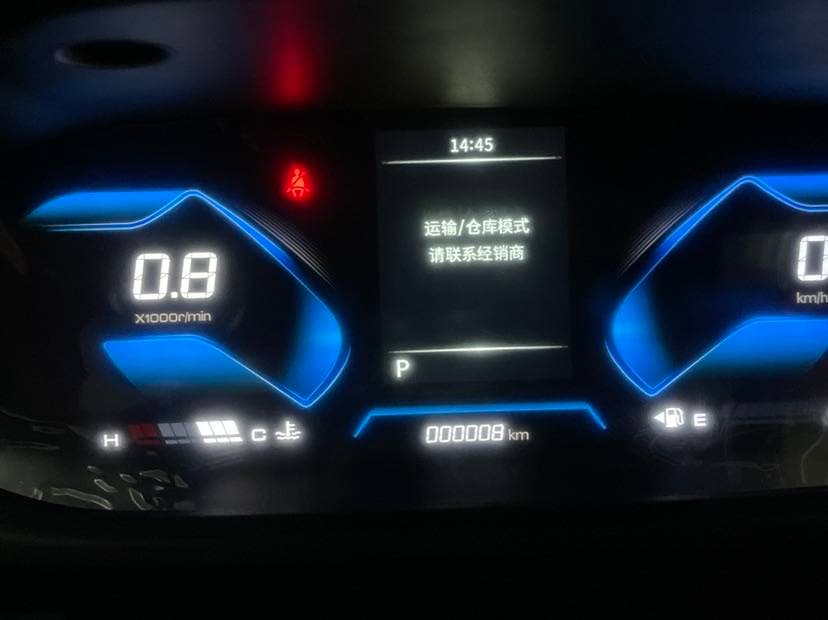 14:45
运输/仓库模式
请联系经销商
0.8
X1000r/min
0
km/h
P
H
C
E
000008 km